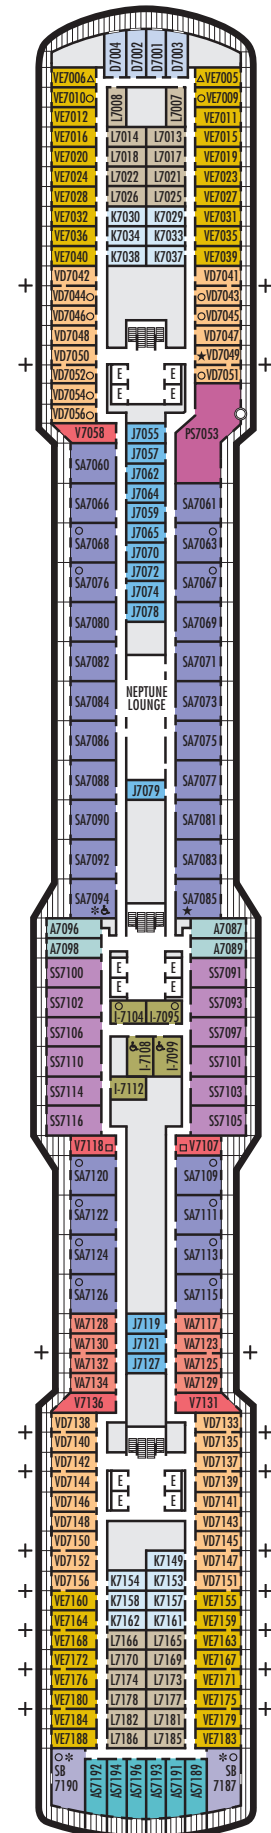 D7004 D7002 D7001 D7003
VE7006 VE7005
VE7010 L7008 L7007 VE7009
VE7012 VE7011
VE7016 L7014 L7013 VE7015
VE7020 L7018 L7017 VE7019
VE7024 L7022 L7021 VE7023
VE7028 L7026 L7025 VE7027
VE7032 K7030 K7029 VE7031
VE7036 K7034 K7033 VE7035
VE7040 K7038 K7037 VE7039
VD7042 VD7041
VD7044 VD7043
VD7046 VD7045
VD7048 VD7047
VD7050 VD7049
VD7052 E E VD7051
VD7054 E E
VD7056
V7058 J7055 PS7053
SA7060 J7057
J7062
SA7066 J7064 SA7061
J7059
SA7068 J7065 SA7063
J7070
SA7076 J7072 SA7067
J7074
SA7080 J7078 SA7069
SA7082 SA7071
SA7084 NEPTUNE SA7073
LOUNGE
SA7086 SA7075
SA7088 J7079 SA7077
SA7090 SA7081
SA7092 SA7083
SA7094 SA7085
A7096 A7087
A7098 A7089
SS7100 E E SS7091
E E
SS7102 I-7104 I-7095 SS7093
SS7106 I-7108 I-7099 SS7097
SS7110 SS7101
SS7114 I-7112 SS7103
SS7116 SS7105
V7118 V7107
SA7120 SA7109
SA7122 SA7111
SA7124 SA7113
SA7126 SA7115
VA7128 J7119 VA7117
VA7130 J7121 VA7123
VA7132 J7127 VA7125
VA7134 VA7129
V7136 V7131
VD7138 VD7133
VD7140 VD7135
VD7142 VD7137
VD7144 E E VD7139
VD7146 E E VD7141
VD7148 VD7143
VD7150 VD7145
VD7152 K7149 VD7147
VD7156 K7154 K7153 VD7151
VE7160 K7158 K7157 VE7155
VE7164 K7162 K7161 VE7159
VE7168 L7166 L7165 VE7163
VE7172 L7170 L7169 VE7167
VE7176 L7174 L7173 VE7171
VE7180 L7178 L7177 VE7175
VE7184 L7182 L7181 VE7179
VE7188 L7186 L7185 VE7183
SB SB
7190 AS7192 AS7194 AS7196 AS7193 AS7191 AS7189 7187